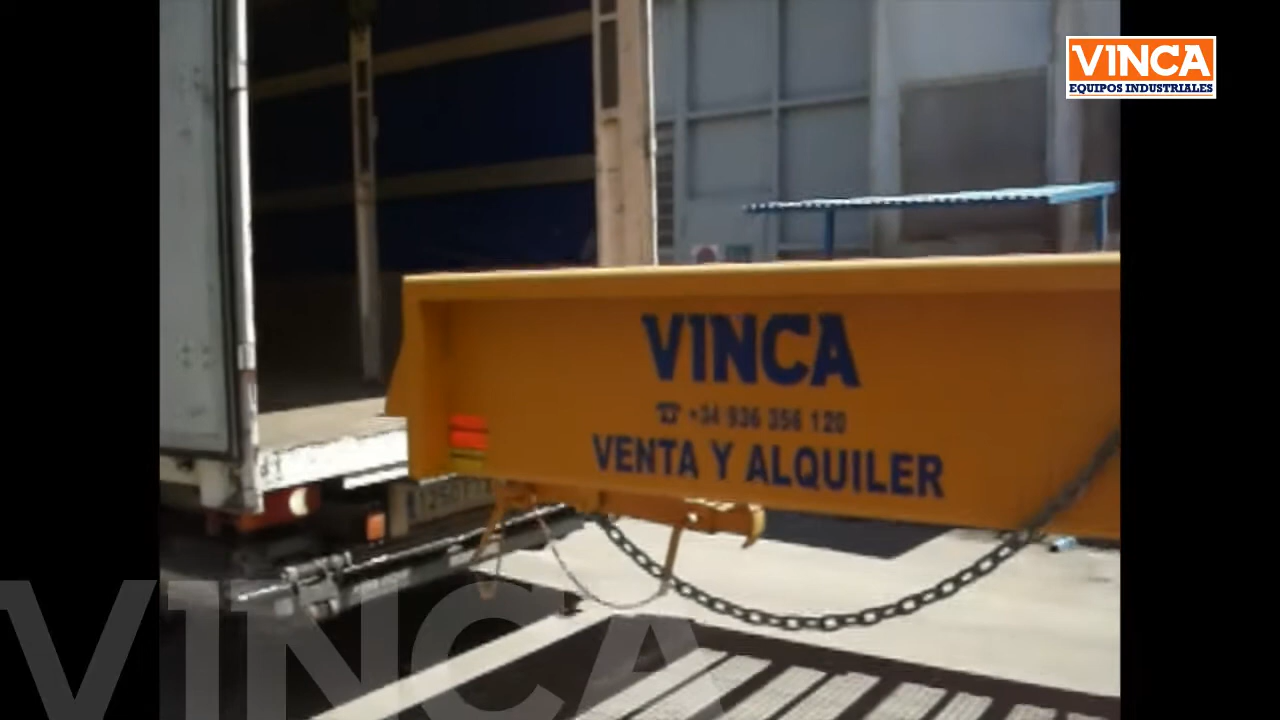 VINCA
EQUIPOS INDUSTRIALES
VINCA
☎ +34 936 356 120
VENTA Y ALQUILER
VINCA